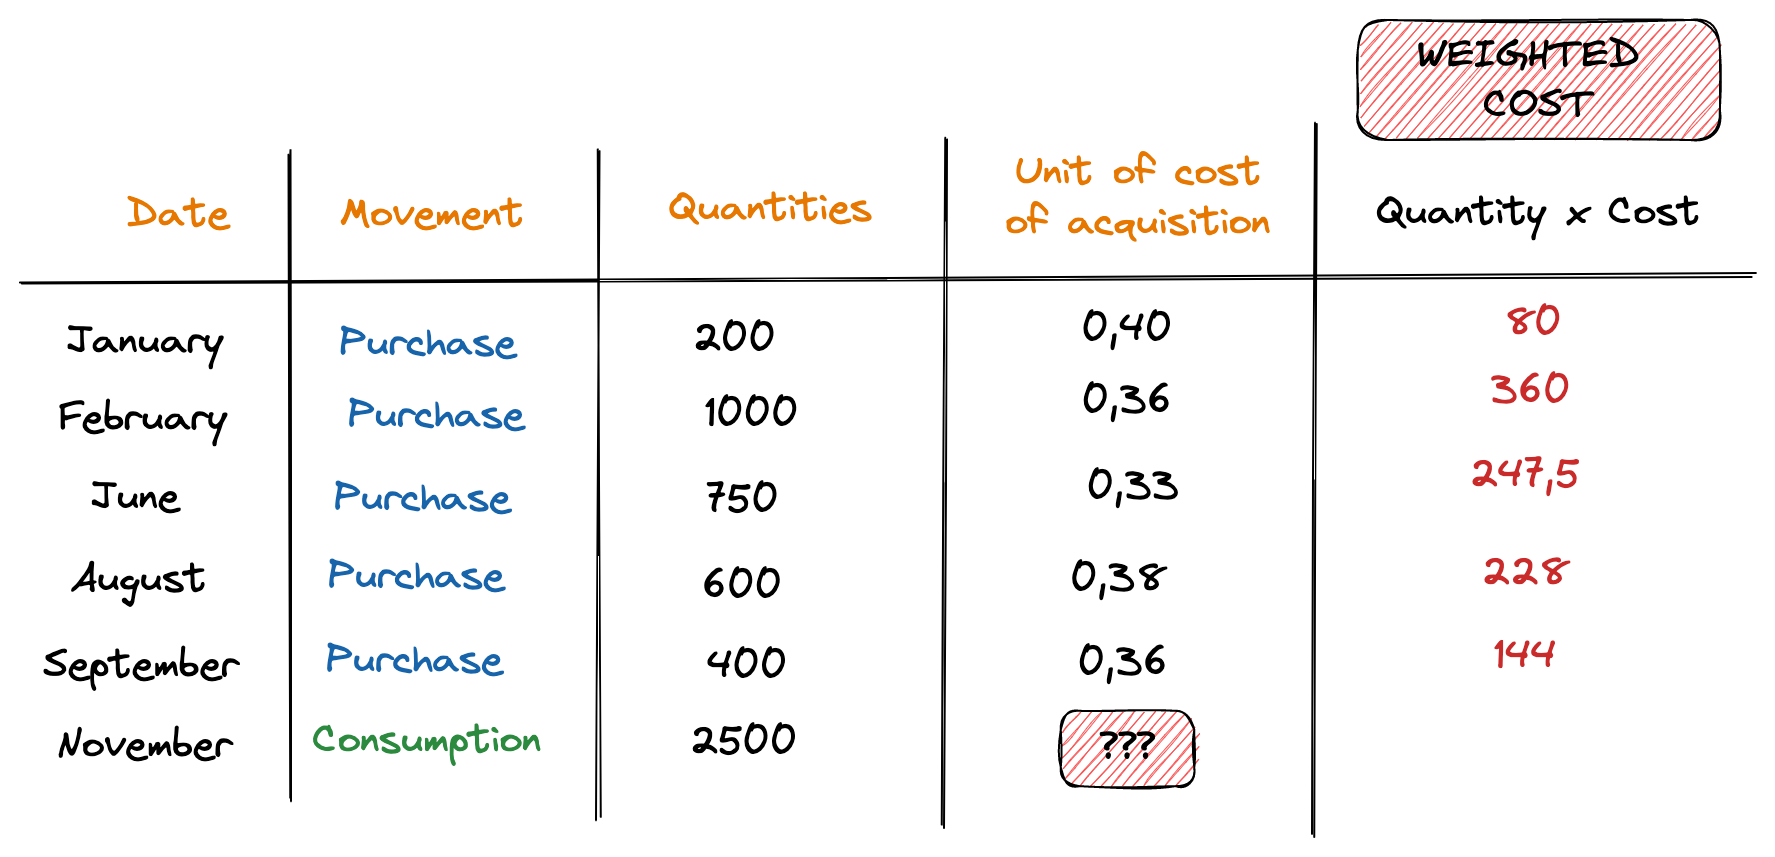 WEIGHTED
COST
Date Movement Quantities Unit of cost of acquisition Quantity x Cost
January Purchase 200 0,40 80
February Purchase 1000 0,36 360
June Purchase 750 0,33 247,5
August Purchase 600 0,38 228
September Purchase 400 0,36 144
November Consumption 2500 ???